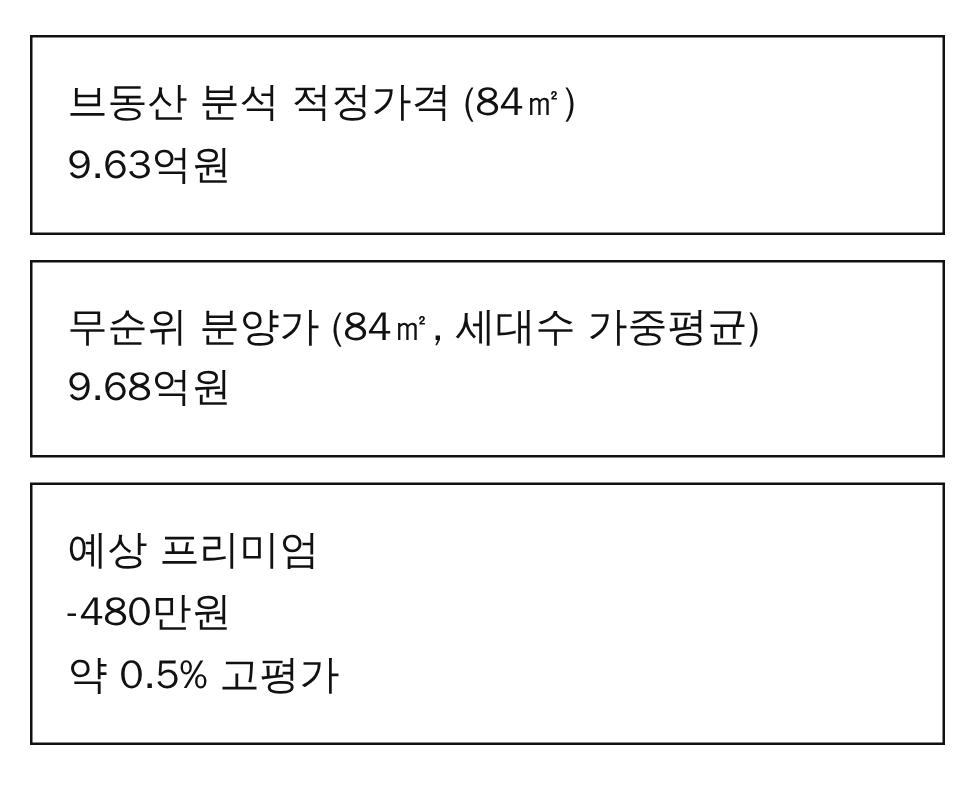 브동산 분석 적정가격 (84㎡)
9.63억원
무순위 분양가 (84㎡, 세대수 가중평균)
9.68억원
예상 프리미엄
-480만원
약 0.5% 고평가